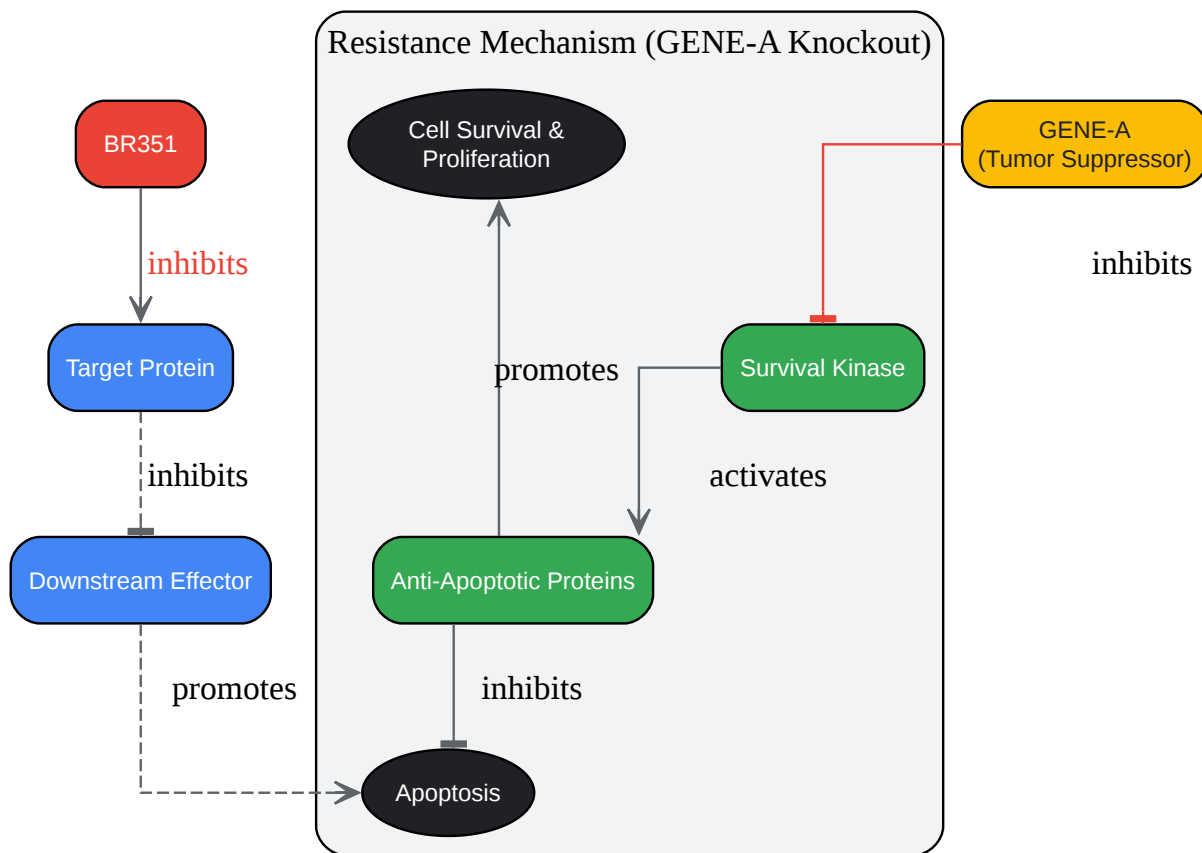 Resistance Mechanism (GENE-A Knockout)
BR351
Cell Survival &
Proliferation
GENE-A
(Tumor Suppressor)
inhibits
inhibits
Target Protein
promotes
Survival Kinase
inhibits
activates
Downstream Effector
Anti-Apoptotic Proteins
promotes
inhibits
Apoptosis